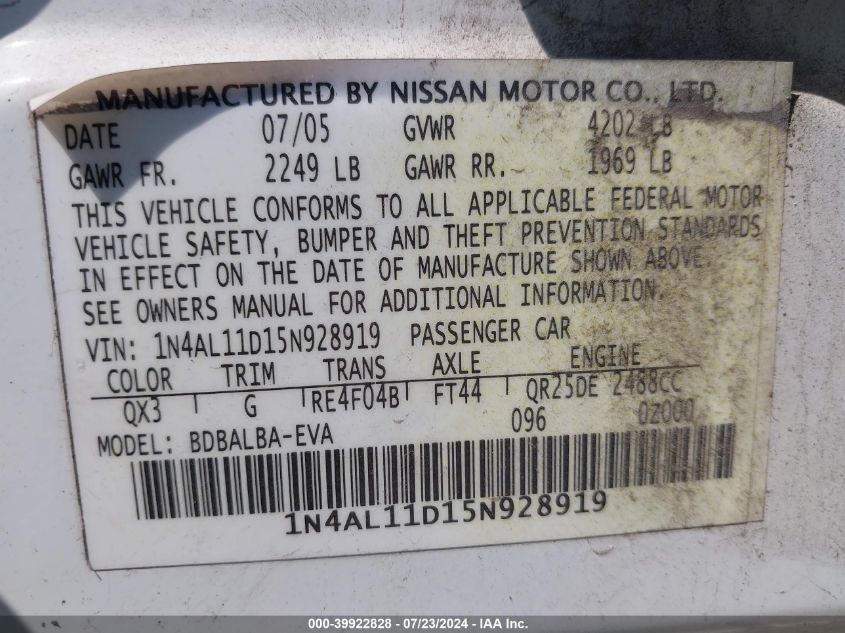 MANUFACTURED BY NISSAN MOTOR CO., LTD.
DATE 07/05 GVWR 4202 LB
GAWR FR. 2249 LB GAWR RR. 1969 LB
THIS VEHICLE CONFORMS TO ALL APPLICABLE FEDERAL MOTOR
VEHICLE SAFETY, BUMPER AND THEFT PREVENTION STANDARDS
IN EFFECT ON THE DATE OF MANUFACTURE SHOWN ABOVE.
SEE OWNERS MANUAL FOR ADDITIONAL INFORMATION.
VIN: 1N4AL11D15N928919 PASSENGER CAR
COLOR TRIM TRANS AXLE ENGINE
QX3 G RE4F04B FT44 QR25DE 2488CC
096 0Z000
MODEL: BDBALBA-EVA
1N4AL11D15N928919
000-39922828 - 07/23/2024 - IAA Inc.